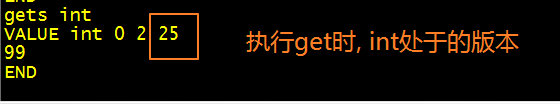 END
gets int
VALUE int 0 2 25
99
END
执行get时, int处于的版本